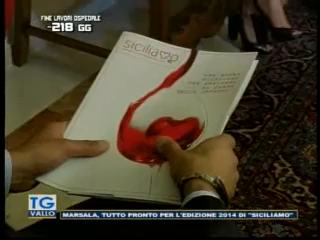 FINE LAVORI OSPEDALE
-218 GG
siciliamo
TG
VALLO
MARSALA, TUTTO PRONTO PER L'EDIZIONE 2014 DI "SICILIAMO"